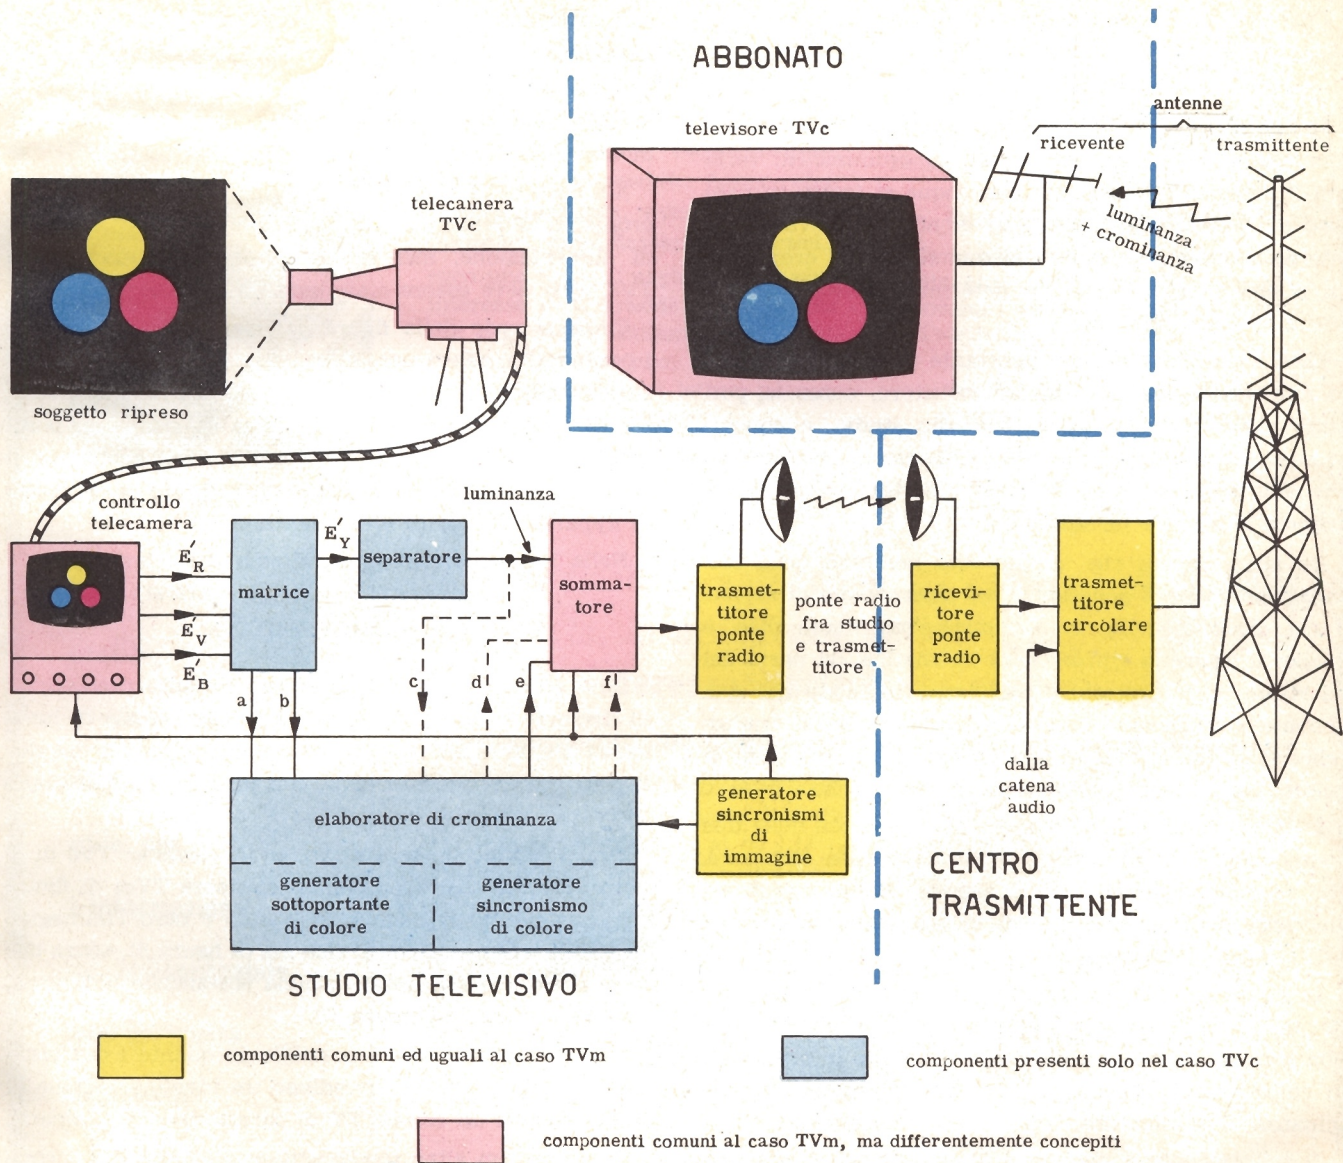 ABBONATO
antenne
televisore TVc
ricevente
trasmittente
telecamera
TVc
luminanza
+ crominanza
soggetto ripreso
controllo
telecamera
luminanza
E'R
E'V
E'B
matrice
E'Y
separatore
somma-
tore
trasmet-
titore
ponte
radio
ponte radio
fra studio
e trasmet-
titore
ricevi-
tore
ponte
radio
trasmet-
titore
circolare
a
b
c
d
e
f
dalla
catena
audio
elaboratore di crominanza
generatore
sottoportante
di colore
generatore
sincronismo
di colore
generatore
sincronismi
di
immagine
CENTRO
TRASMITTENTE
STUDIO TELEVISIVO
componenti comuni ed uguali al caso TVm
componenti presenti solo nel caso TVc
componenti comuni al caso TVm, ma differentemente concepiti